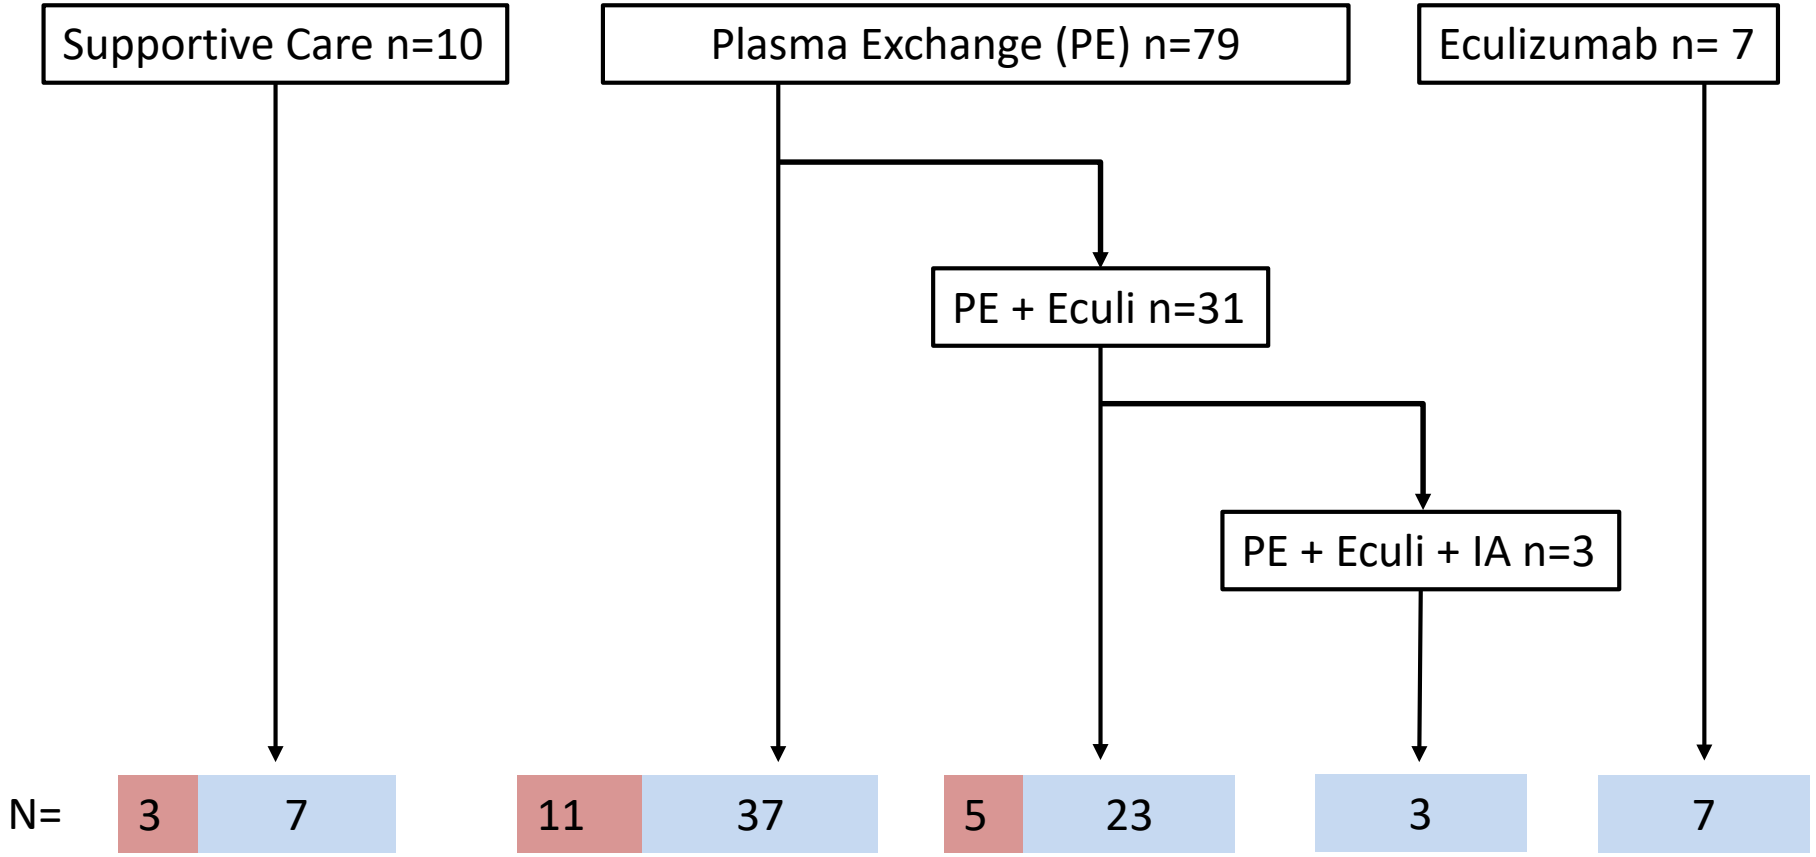 Supportive Care n=10
Plasma Exchange (PE) n=79
Eculizumab n= 7
PE + Eculi n=31
PE + Eculi + IA n=3
N= 3 7 11 37 5 23 3 7